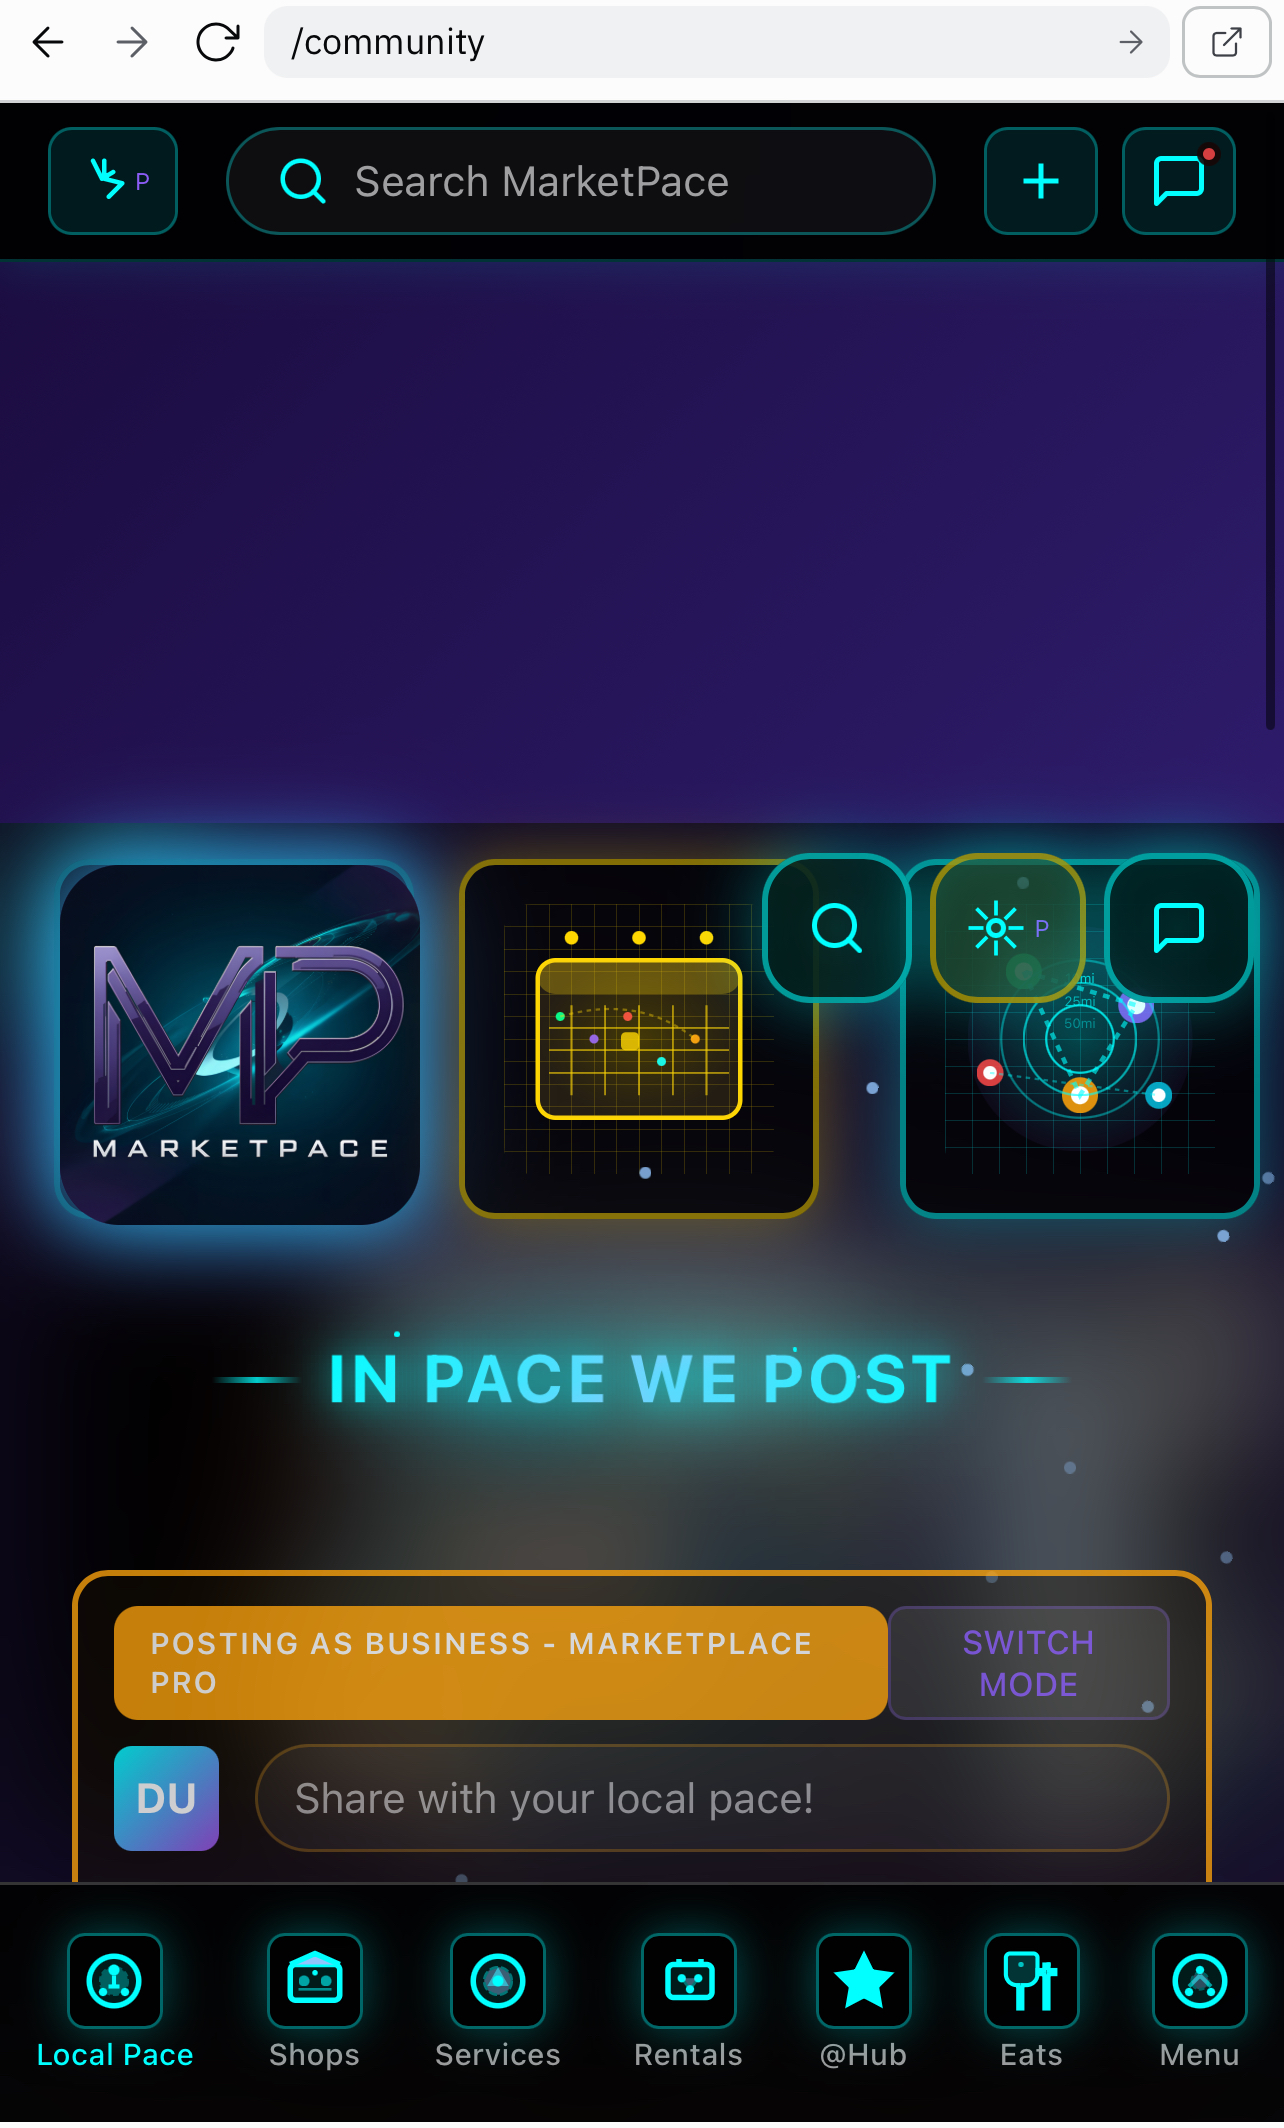 /community
P
Search MarketPace
MP
MARKETPACE
P
mi
25mi
50mi
IN PACE WE POST
POSTING AS BUSINESS - MARKETPLACE
PRO
SWITCH
MODE
DU
Share with your local pace!
Local Pace
Shops
Services
Rentals
@Hub
Eats
Menu